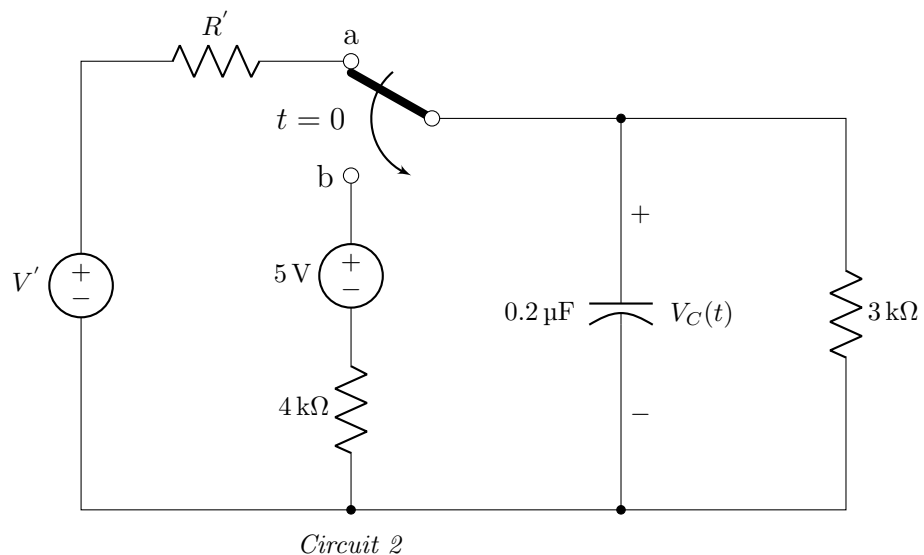 R'
a
t = 0
b
V'
+
−
5 V
+
−
4 kΩ
+
0.2 µF
V_C(t)
−
3 kΩ
Circuit 2